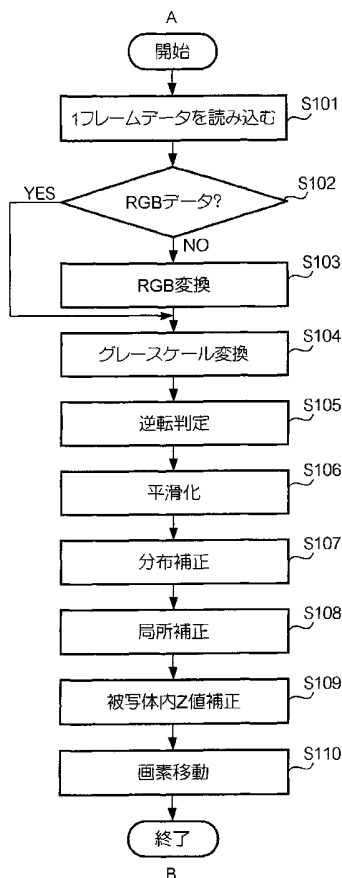 A
開始
1フレームデータを読み込む
S101
RGBデータ?
S102
YES
NO
RGB変換
S103
グレースケール変換
S104
逆転判定
S105
平滑化
S106
分布補正
S107
局所補正
S108
被写体内Z値補正
S109
画素移動
S110
終了
B